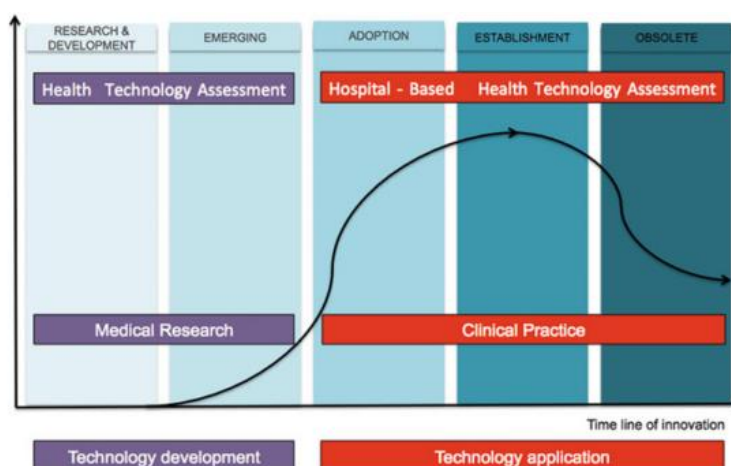 RESEARCH &
DEVELOPMENT
EMERGING
ADOPTION
ESTABLISHMENT
OBSOLETE
Health Technology Assessment
Hospital - Based Health Technology Assessment
Medical Research
Clinical Practice
Time line of innovation
Technology development
Technology application